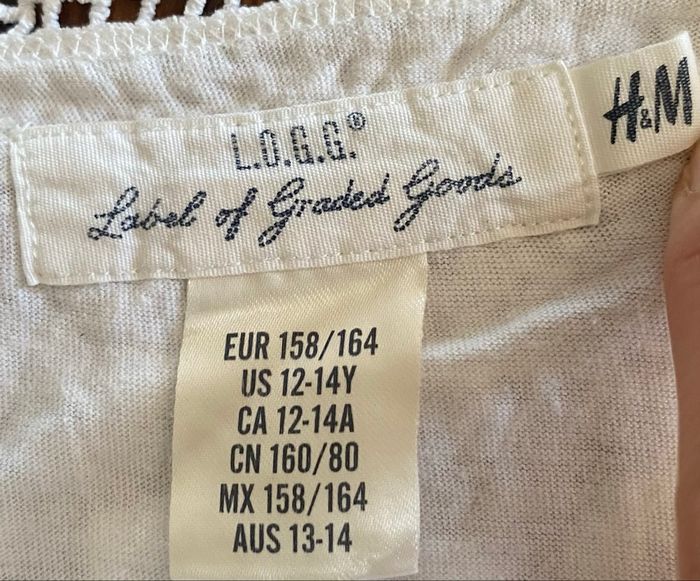 L.O.G.G.®
Label of Graded Goods
H&M
EUR 158/164
US 12-14Y
CA 12-14A
CN 160/80
MX 158/164
AUS 13-14